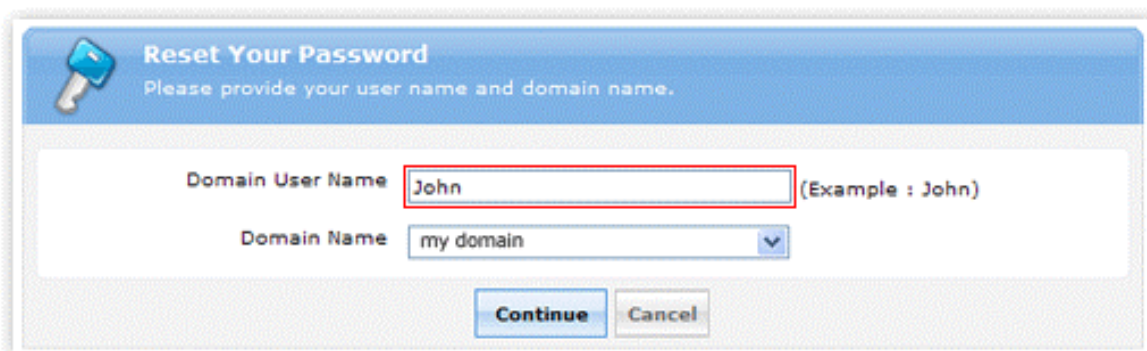 Reset Your Password
Please provide your user name and domain name.
Domain User Name John (Example : John)
Domain Name my domain
Continue Cancel